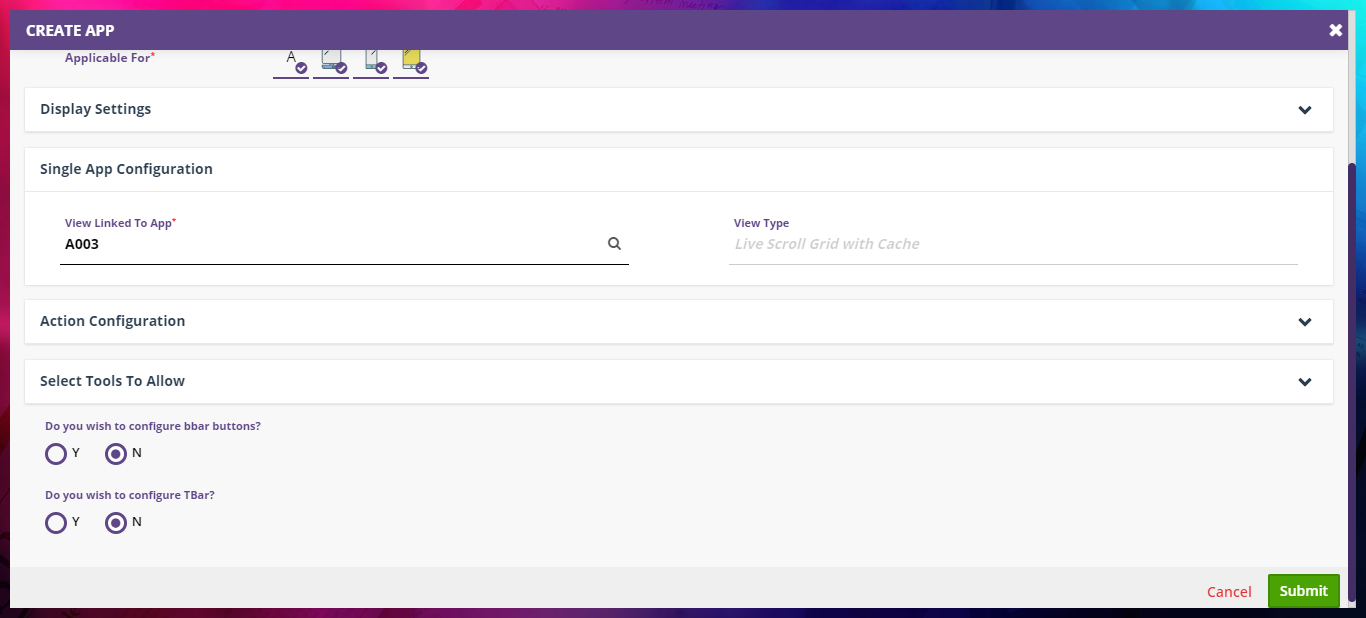 CREATE APP
Applicable For*
A
Display Settings
Single App Configuration
View Linked To App*
View Type
A003
Live Scroll Grid with Cache
Action Configuration
Select Tools To Allow
Do you wish to configure bbar buttons?
Y N
Do you wish to configure TBar?
Y N
Cancel Submit